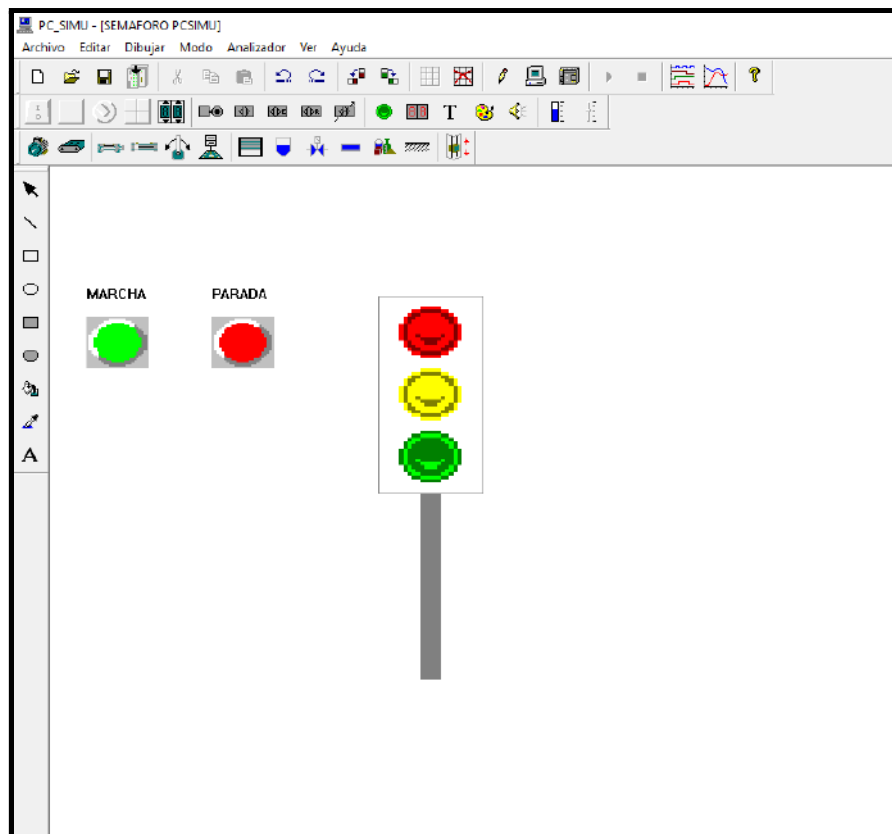 PC_SIMU - [SEMAFORO PCSIMU]
Archivo Editar Dibujar Modo Analizador Ver Ayuda
T
MARCHA PARADA
A